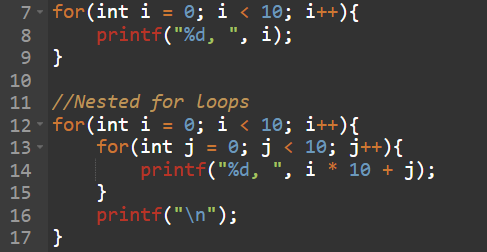 7 for(int i = 0; i < 10; i++){
8     printf("%d, ", i);
9 }
10
11 //Nested for loops
12 for(int i = 0; i < 10; i++){
13     for(int j = 0; j < 10; j++){
14         printf("%d, ", i * 10 + j);
15     }
16     printf("\n");
17 }